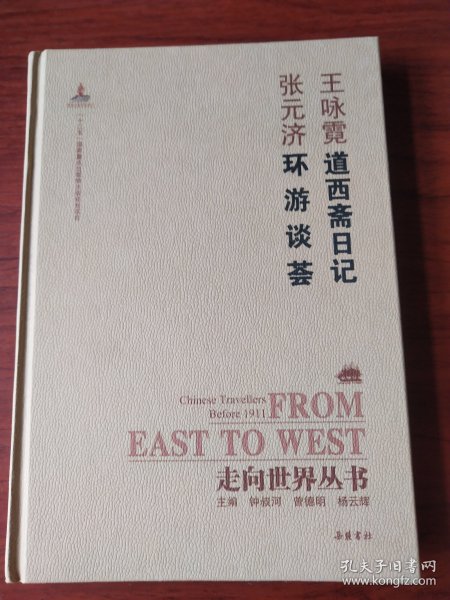 王咏霓 道西斋日记
张元济 环游谈荟
Chinese Travellers
Before 1911
FROM
EAST TO WEST
走向世界丛书
主编 钟叔河 曾德明 杨云辉
岳麓书社
孔夫子旧书网
www.kongfz.com